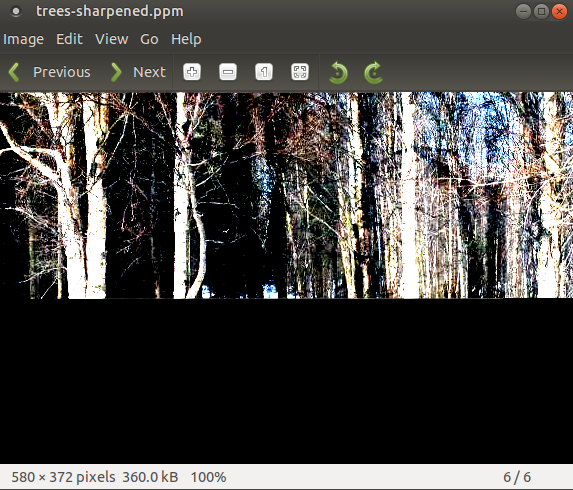 trees-sharpened.ppm
Image Edit View Go Help
Previous Next
580 × 372 pixels 360.0 kB 100% 6 / 6